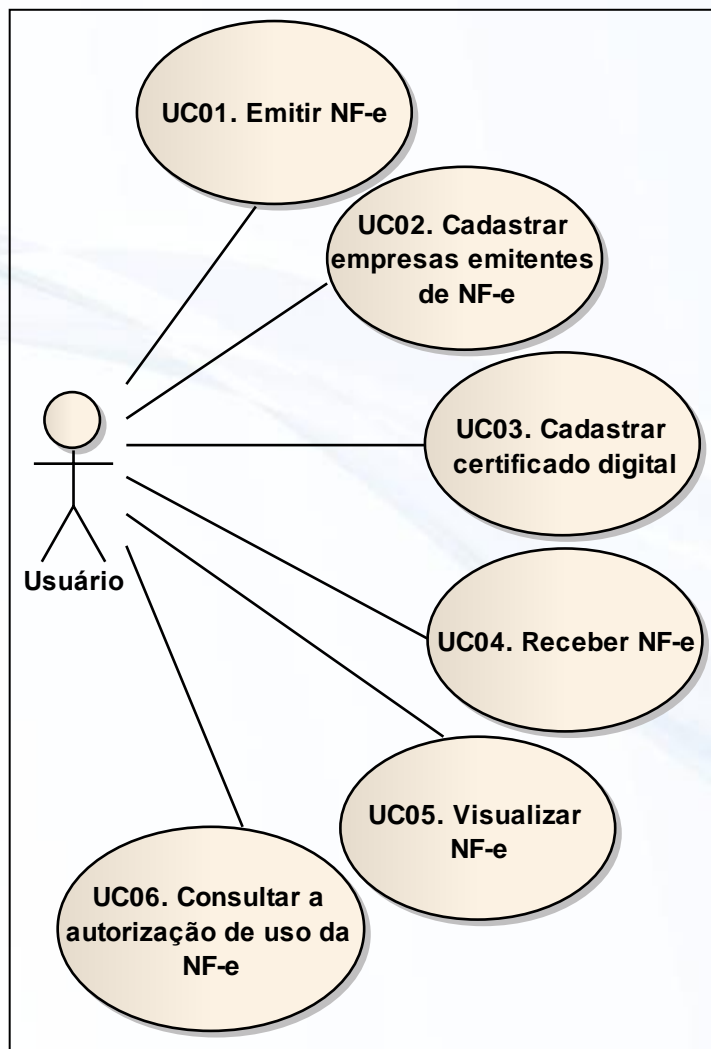 UC01. Emitir NF-e
UC02. Cadastrar
empresas emitentes
de NF-e
UC03. Cadastrar
certificado digital
Usuário
UC04. Receber NF-e
UC05. Visualizar
NF-e
UC06. Consultar a
autorização de uso da
NF-e